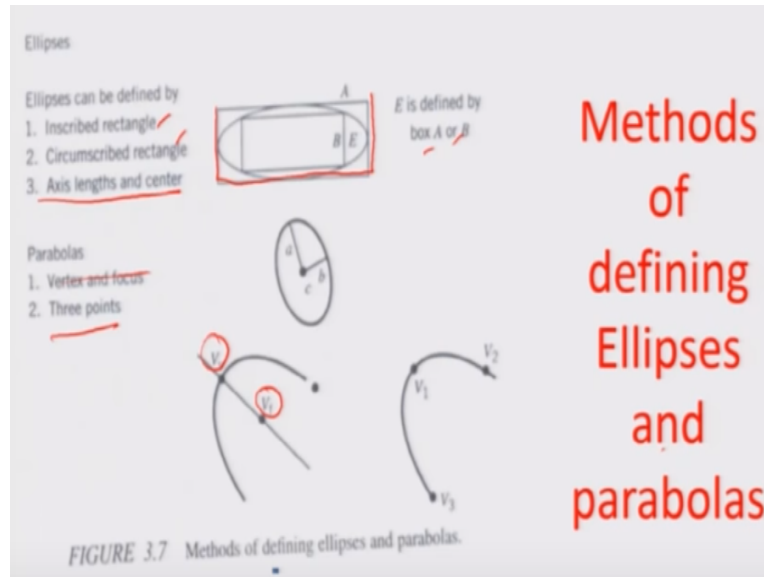 Ellipses
Ellipses can be defined by
1. Inscribed rectangle
2. Circumscribed rectangle
3. Axis lengths and center
A
B E
E is defined by
box A or B
Parabolas
1. Vertex and focus
2. Three points
a
b
c
V
V
V1
V2
V3
FIGURE 3.7 Methods of defining ellipses and parabolas.
Methods
of
defining
Ellipses
and
parabolas